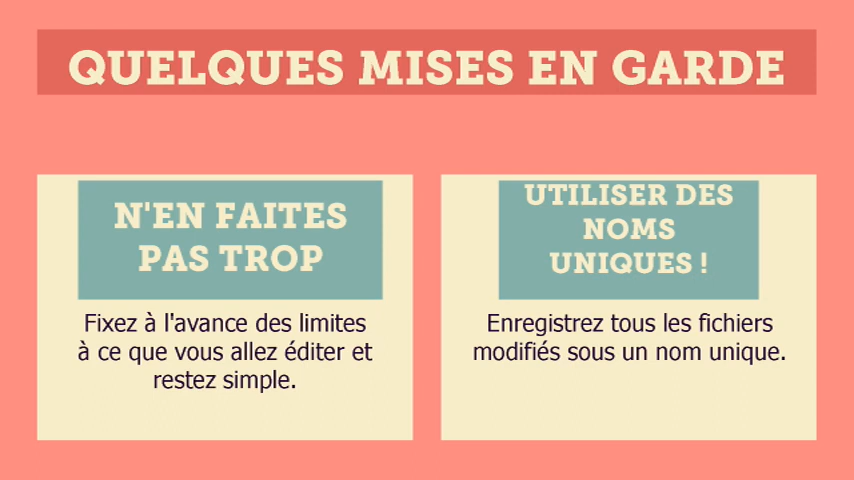 QUELQUES MISES EN GARDE
N'EN FAITES
PAS TROP
Fixez à l'avance des limites
à ce que vous allez éditer et
restez simple.
UTILISER DES
NOMS
UNIQUES !
Enregistrez tous les fichiers
modifiés sous un nom unique.